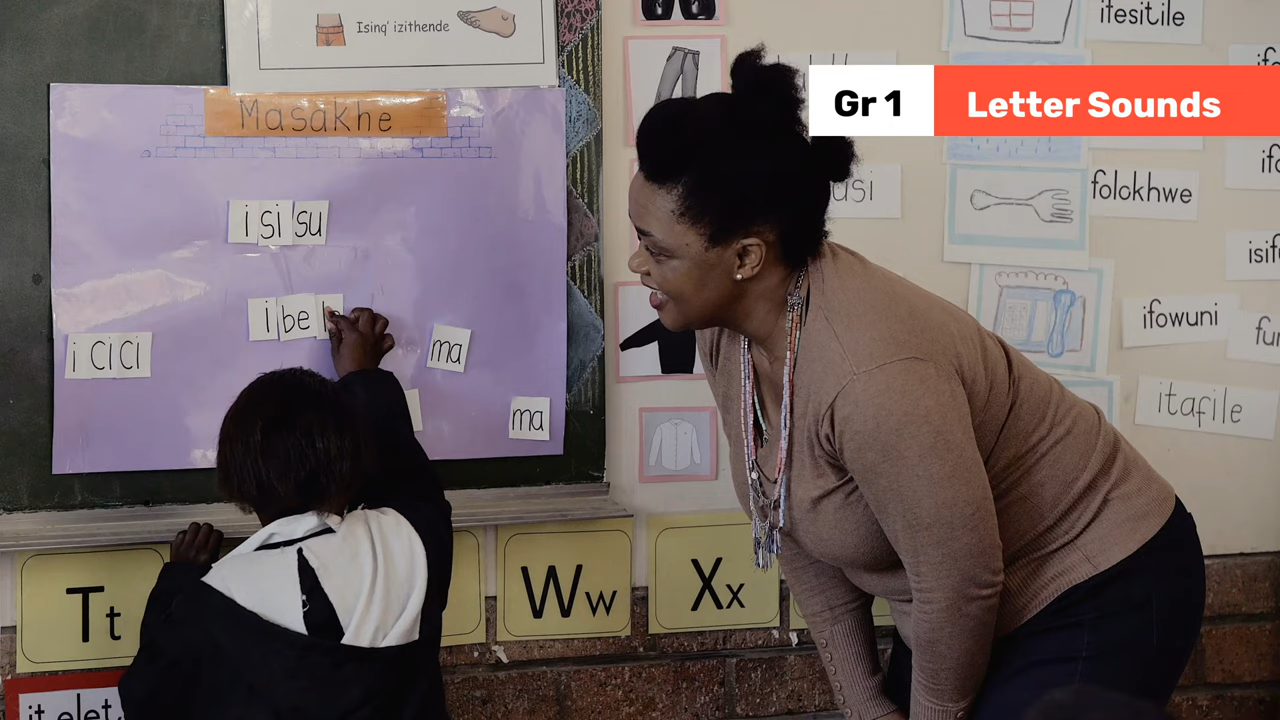 Isinq' izithende
Masakhe
i si su
i be
i ci ci
ma
ma
Tt
Ww
Xx
Gr 1
Letter Sounds
ifesitile
folokhwe
ifowuni
itafile